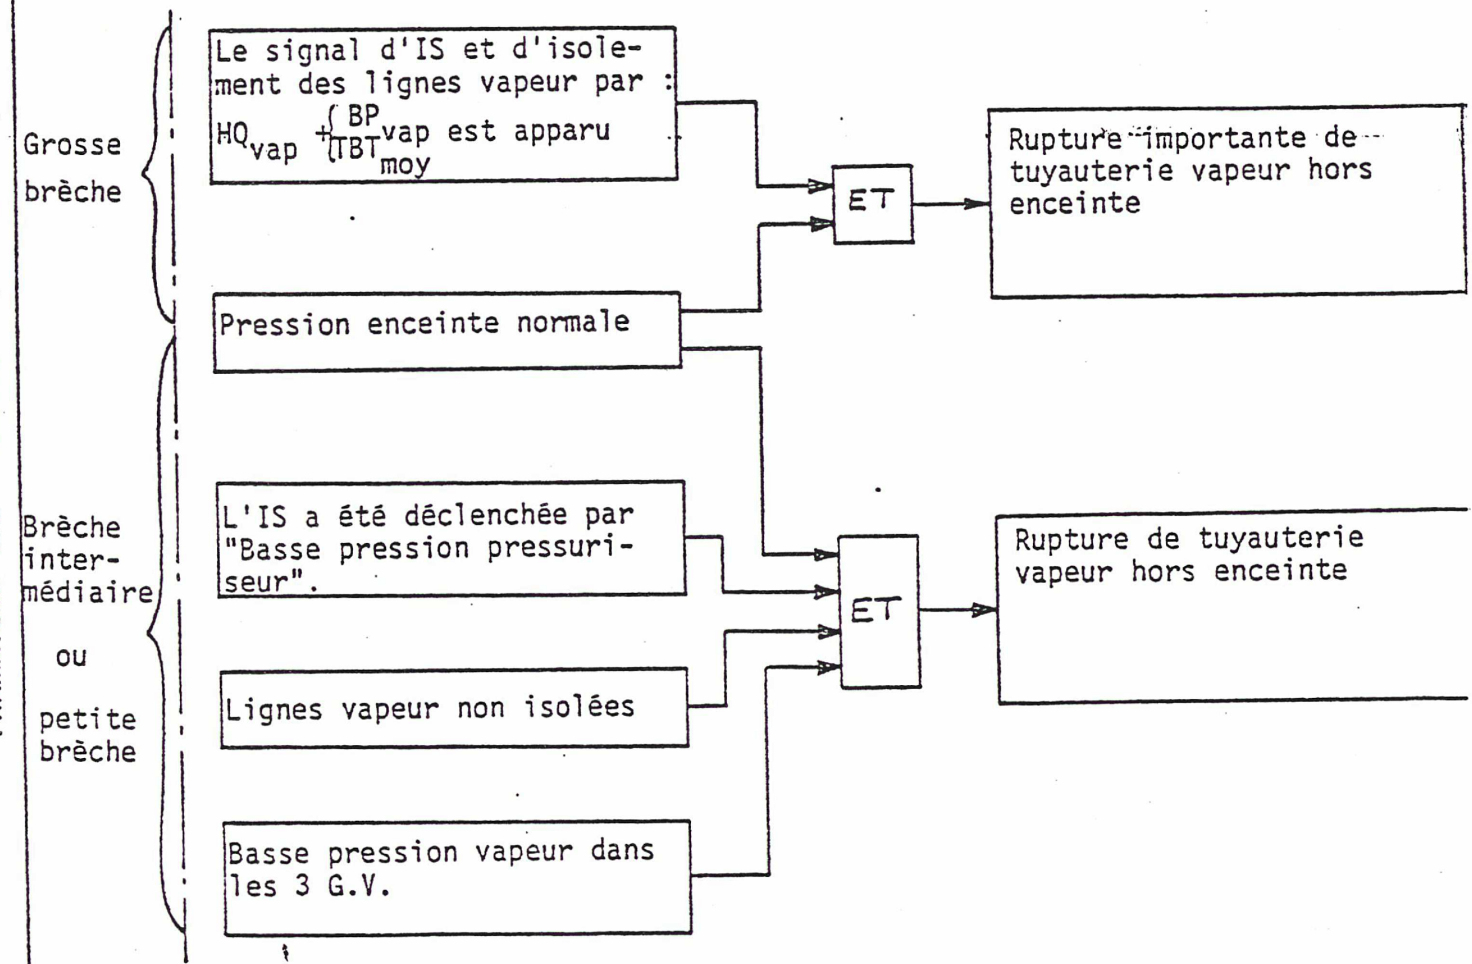 Grosse
brèche
Le signal d'IS et d'isole-
ment des lignes vapeur par :
HQvap + { BPvap
TBTmoy est apparu
Pression enceinte normale
ET
Rupture importante de
tuyauterie vapeur hors
enceinte
Brèche
inter-
médiaire
ou
petite
brèche
L'IS a été déclenchée par
"Basse pression pressuri-
seur".
Lignes vapeur non isolées
Basse pression vapeur dans
les 3 G.V.
ET
Rupture de tuyauterie
vapeur hors enceinte